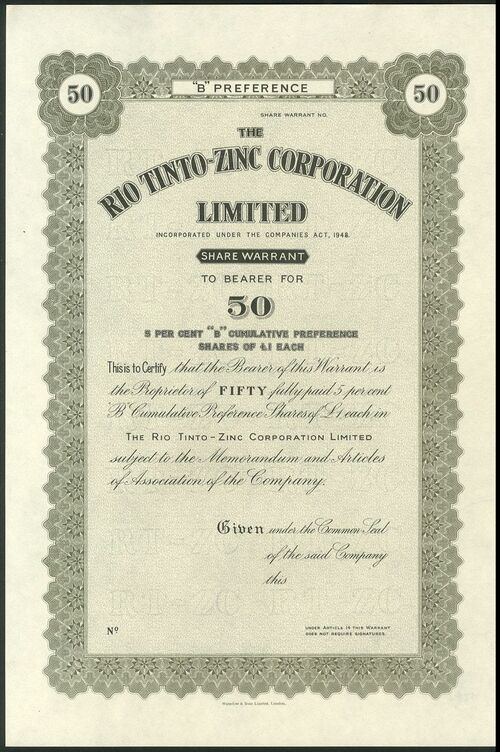 "B" PREFERENCE
50
50
SHARE WARRANT NO.
THE
RIO TINTO-ZINC CORPORATION
LIMITED
INCORPORATED UNDER THE COMPANIES ACT, 1948.
SHARE WARRANT
TO BEARER FOR
50
5 PER CENT "B" CUMULATIVE PREFERENCE
SHARES OF £1 EACH
This is to Certify that the Bearer of this Warrant is
the Proprietor of FIFTY fully paid 5 per cent
"B" Cumulative Preference Shares of £1 each in
THE RIO TINTO-ZINC CORPORATION LIMITED
subject to the Memorandum and Articles
of Association of the Company.
Given under the Common Seal
of the said Company
this
Nº
UNDER ARTICLE 14 THIS WARRANT
DOES NOT REQUIRE SIGNATURES.
Waterlow & Sons Limited, London.